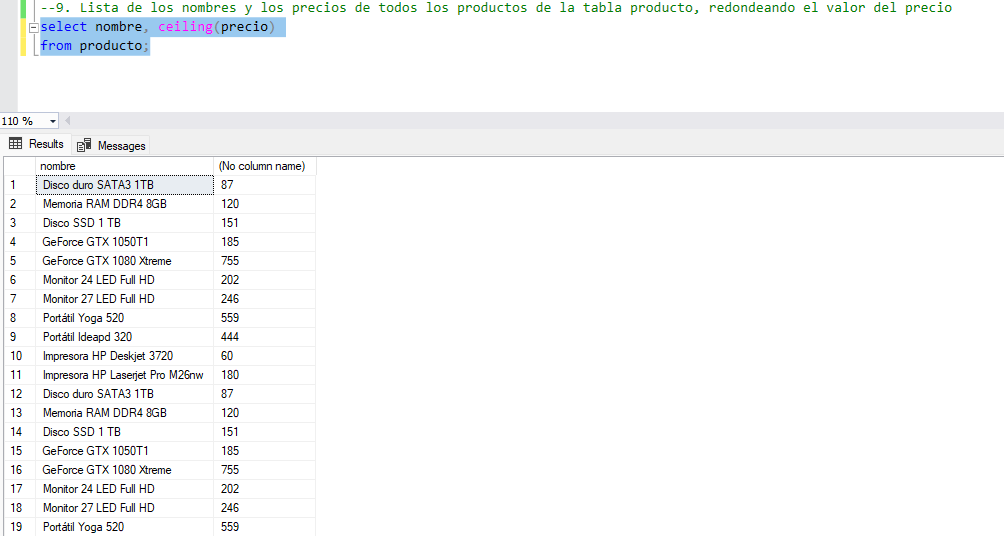 --9. Lista de los nombres y los precios de todos los productos de la tabla producto, redondeando el valor del precio
select nombre, ceiling(precio)
from producto;
110 %
Results Messages
nombre (No column name)
1 Disco duro SATA3 1TB 87
2 Memoria RAM DDR4 8GB 120
3 Disco SSD 1 TB 151
4 GeForce GTX 1050T1 185
5 GeForce GTX 1080 Xtreme 755
6 Monitor 24 LED Full HD 202
7 Monitor 27 LED Full HD 246
8 Portátil Yoga 520 559
9 Portátil Ideapd 320 444
10 Impresora HP Deskjet 3720 60
11 Impresora HP Laserjet Pro M26nw 180
12 Disco duro SATA3 1TB 87
13 Memoria RAM DDR4 8GB 120
14 Disco SSD 1 TB 151
15 GeForce GTX 1050T1 185
16 GeForce GTX 1080 Xtreme 755
17 Monitor 24 LED Full HD 202
18 Monitor 27 LED Full HD 246
19 Portátil Yoga 520 559